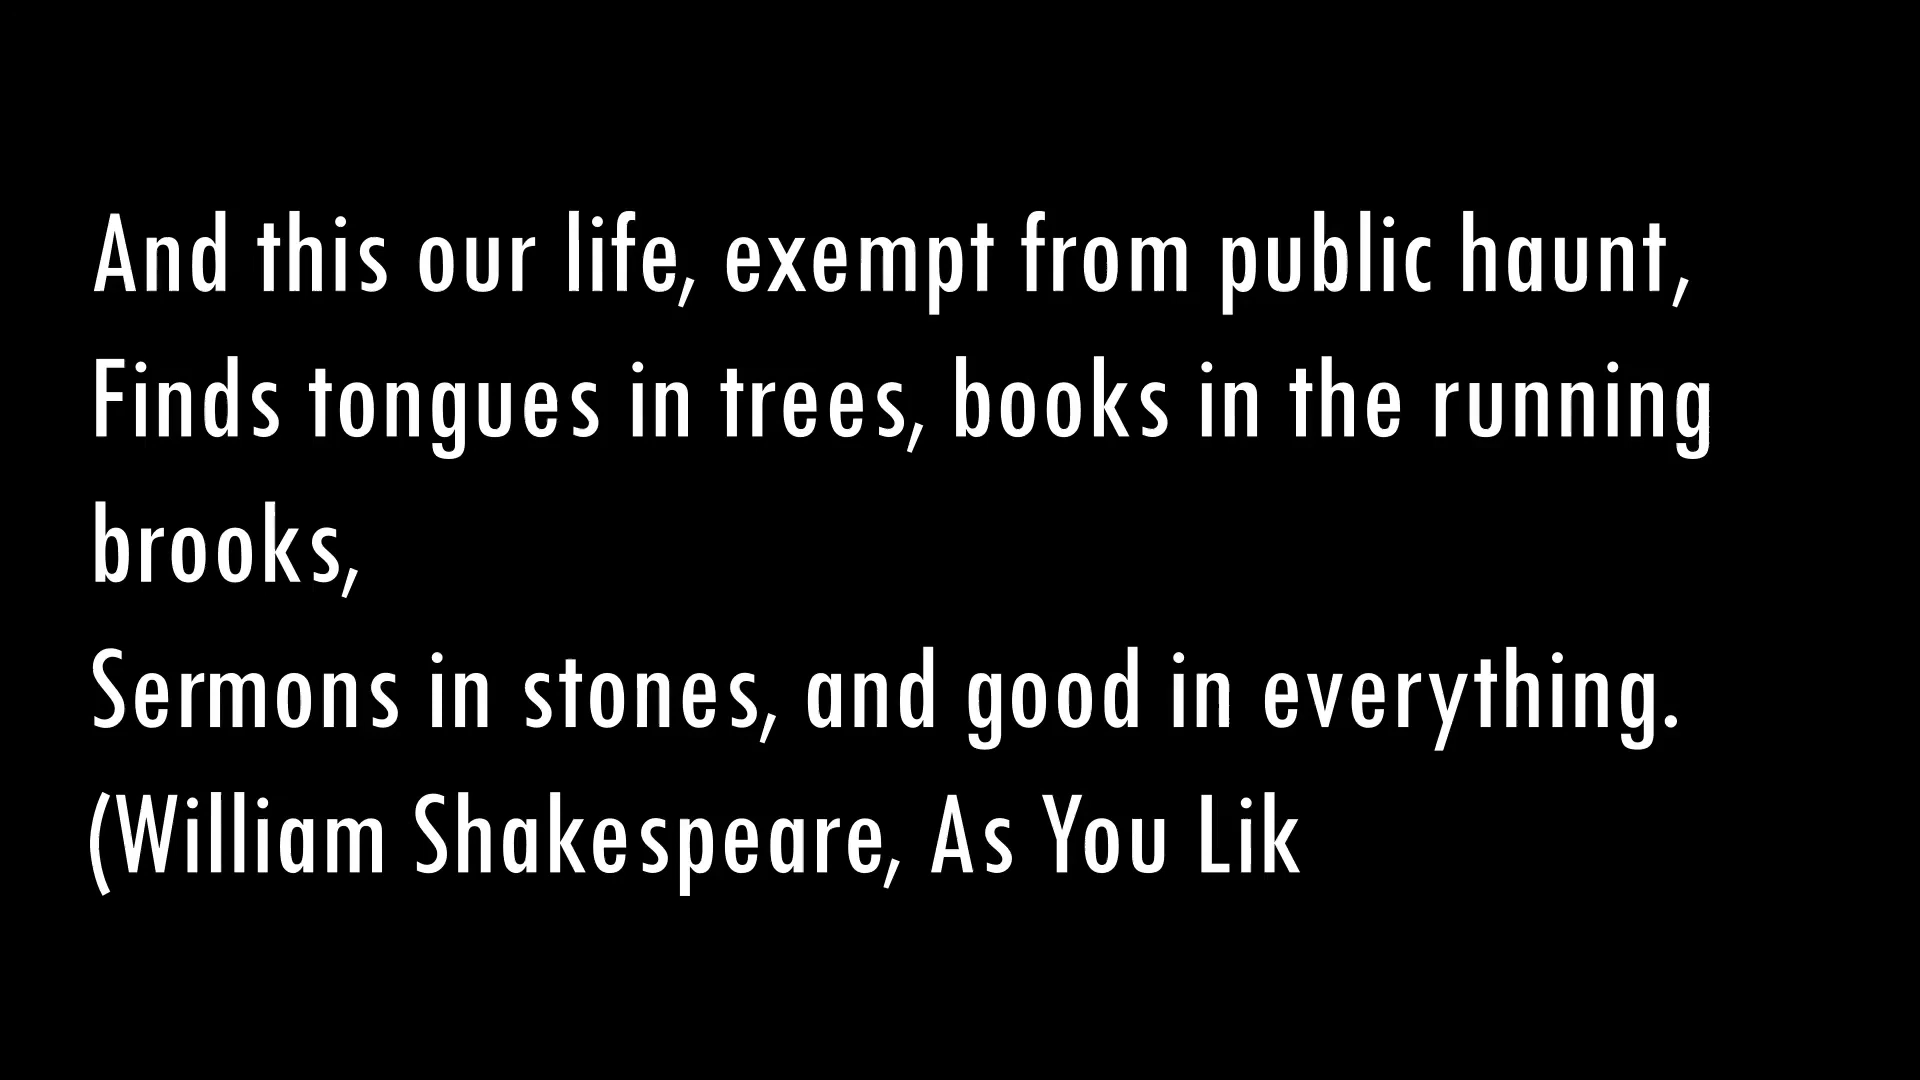 And this our life, exempt from public haunt,
Finds tongues in trees, books in the running
brooks,
Sermons in stones, and good in everything.
(William Shakespeare, As You Lik